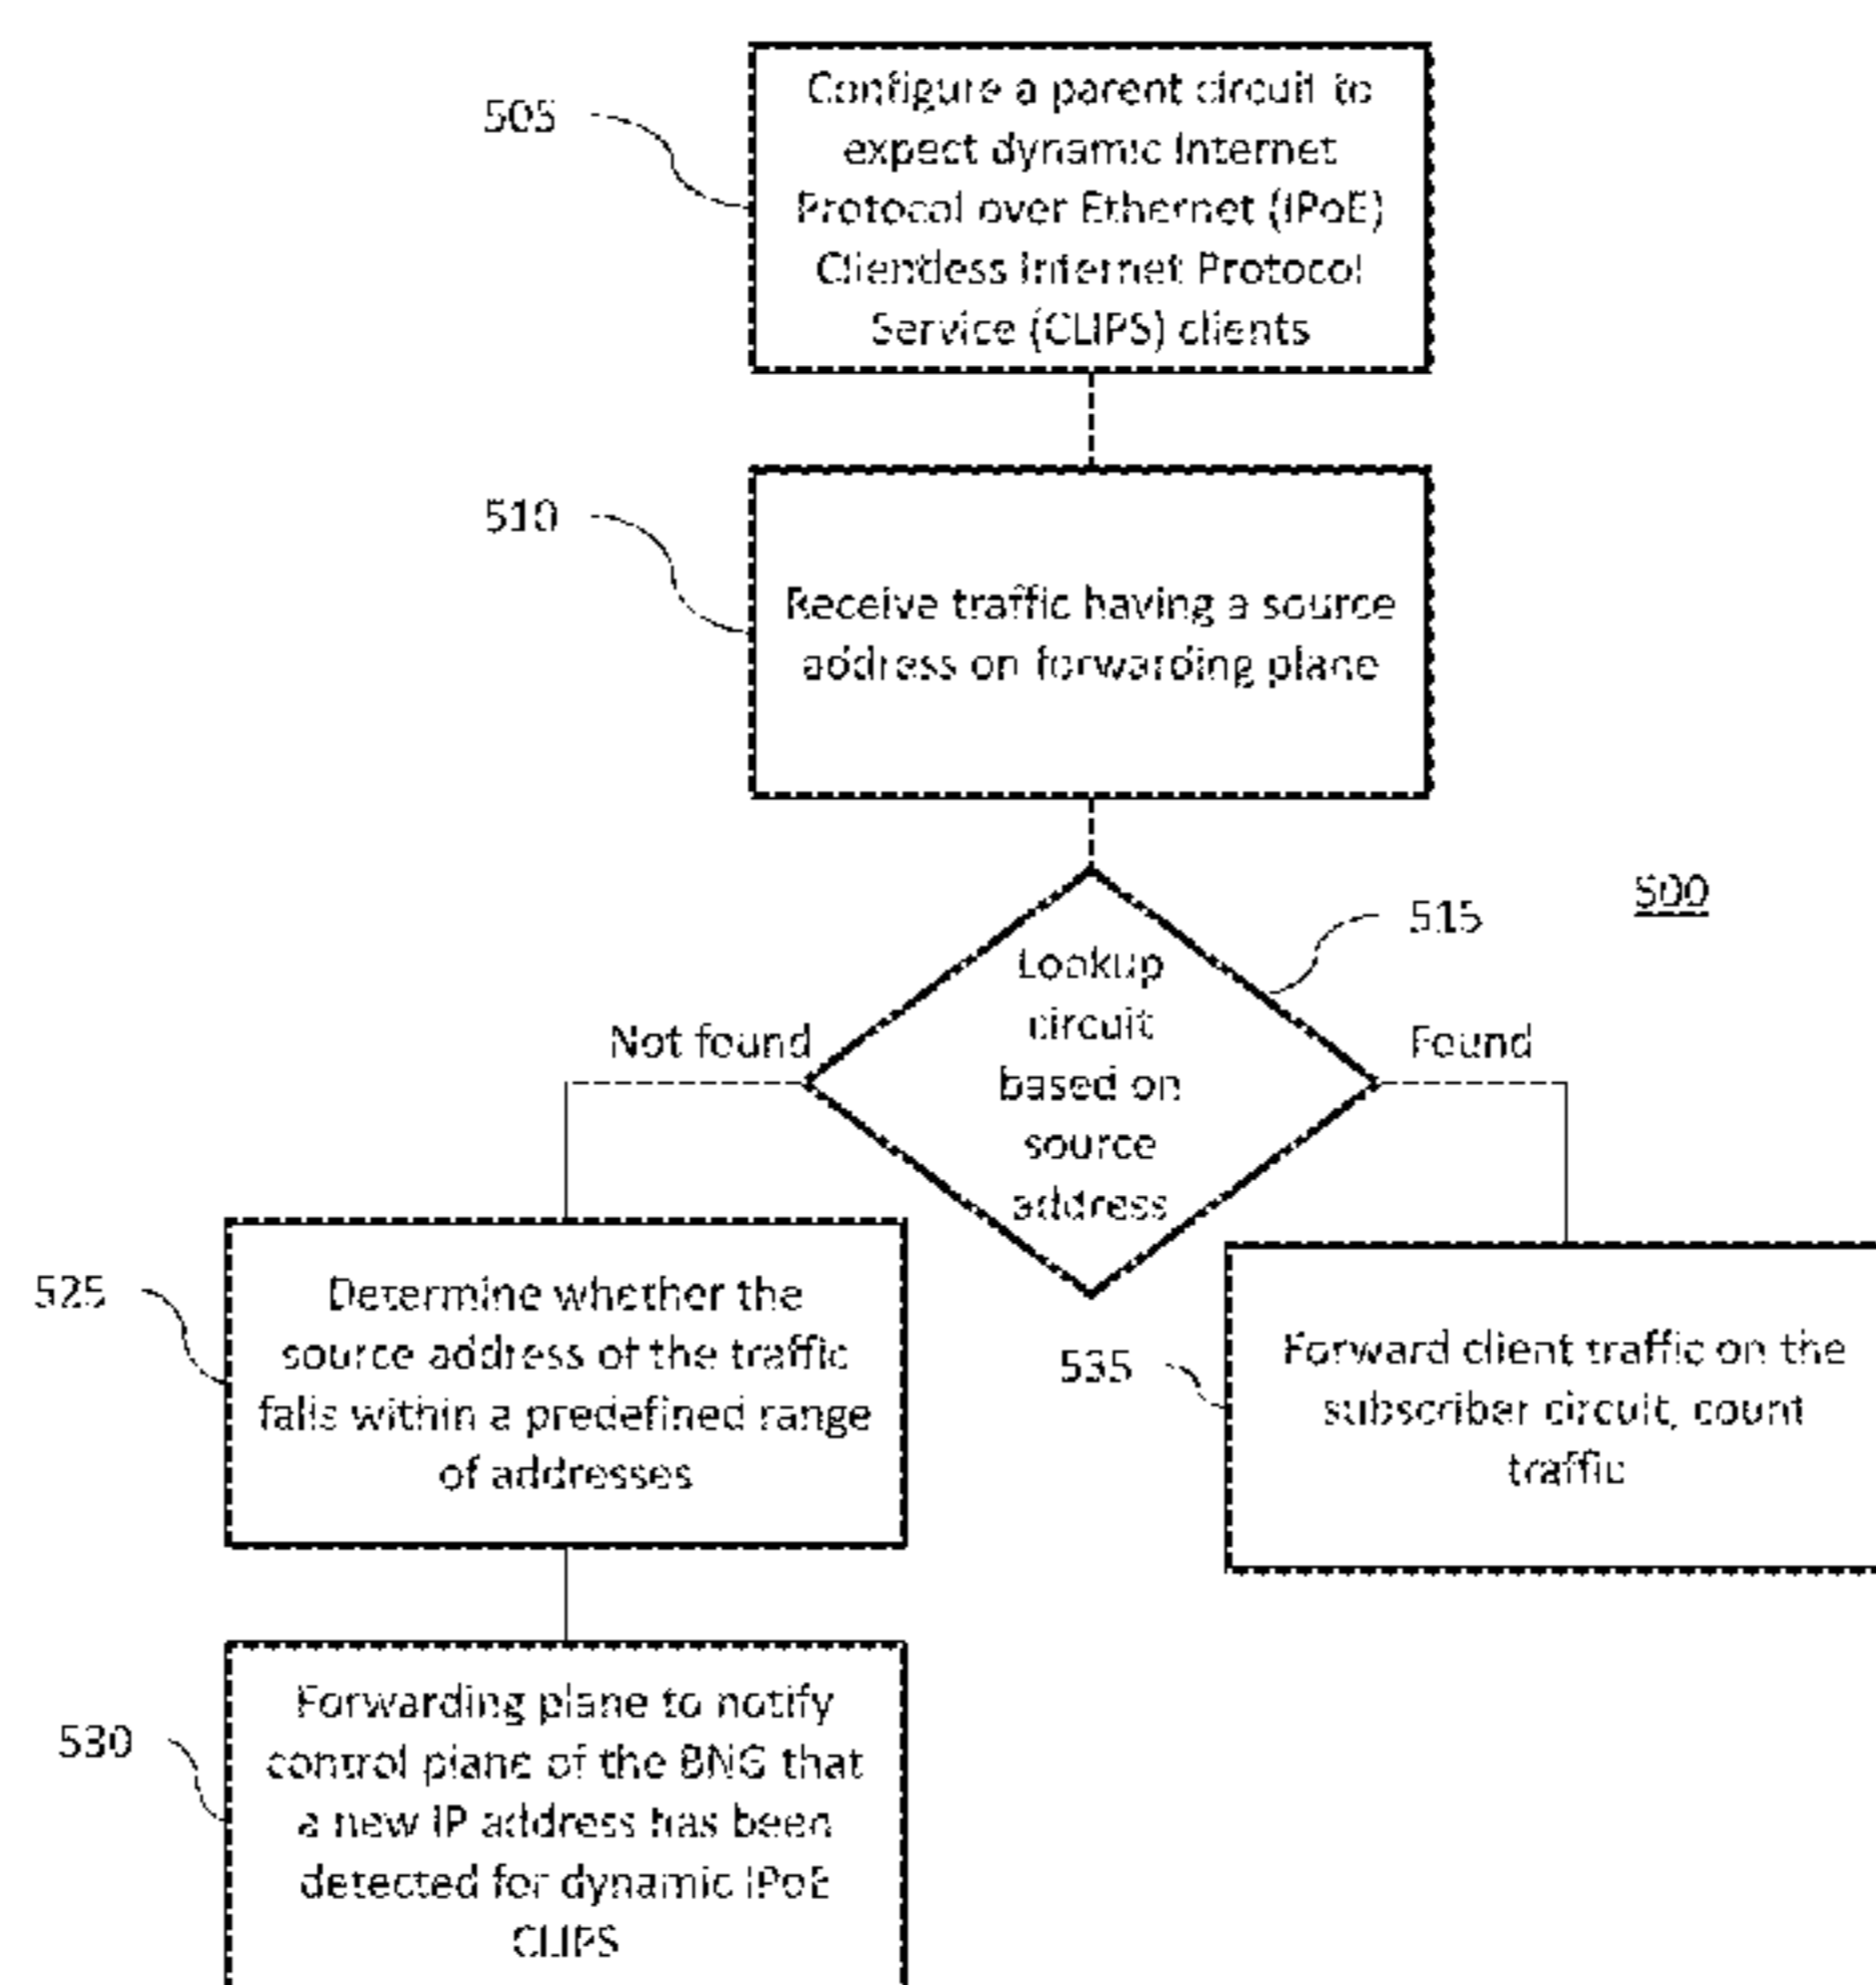 505
Configure a parent circuit to
expect dynamic Internet
Protocol over Ethernet (IPoE)
Clientless Internet Protocol
Service (CLIPS) clients
510
Receive traffic having a source
address on forwarding plane
500
515
Lookup
circuit
based on
source
address
Not found
Found
525
Determine whether the
source address of the traffic
falls within a predefined range
of addresses
535
Forward client traffic on the
subscriber circuit, count
traffic
530
Forwarding plane to notify
control plane of the BNG that
a new IP address has been
detected for dynamic IPoE
CLIPS